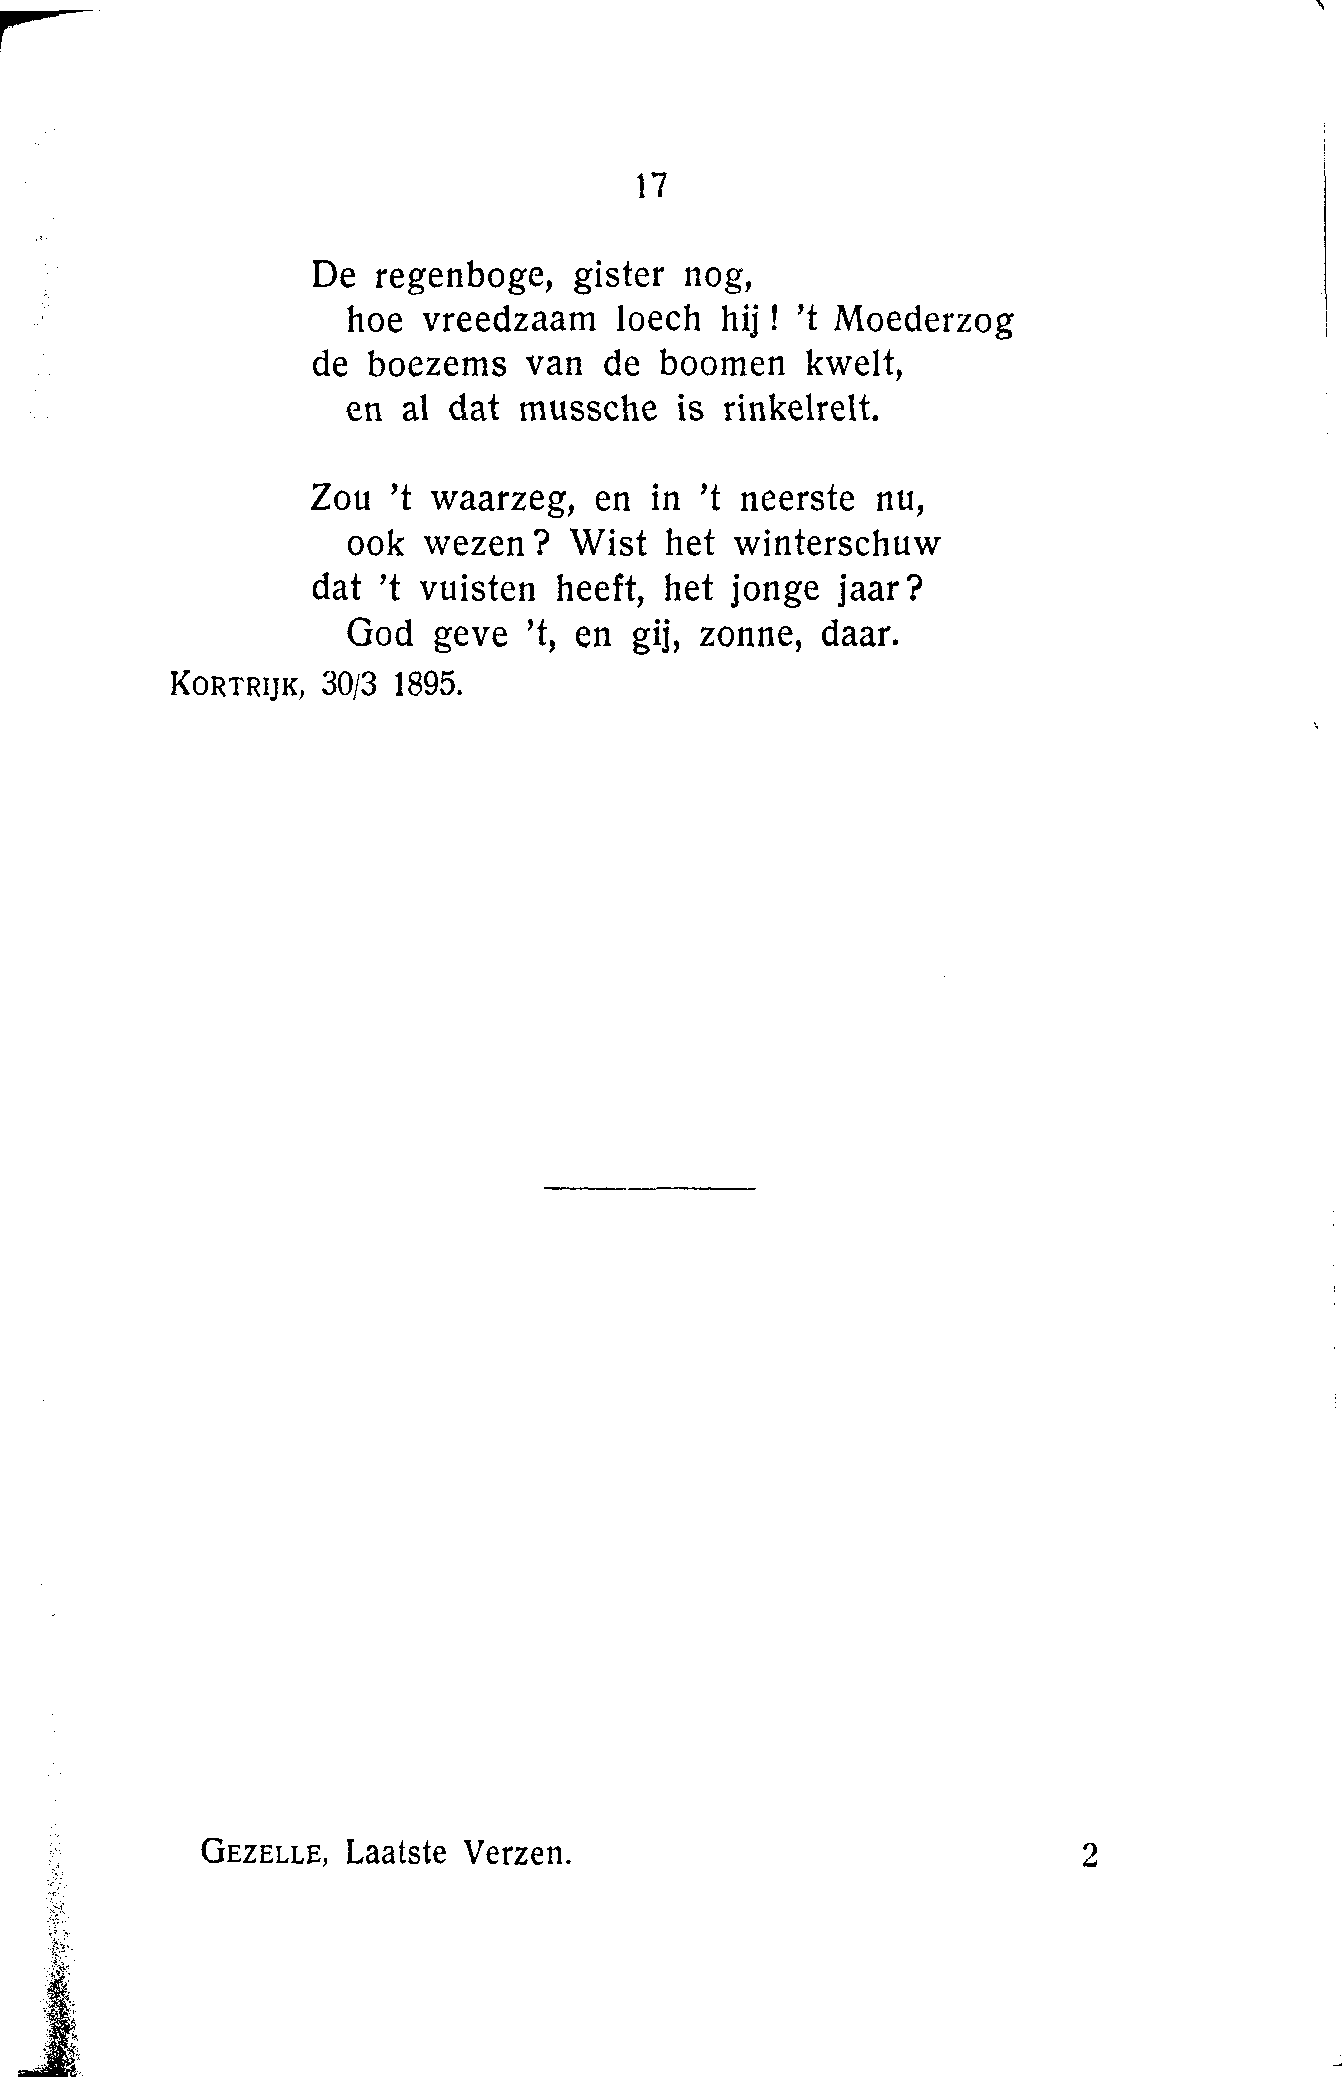 17
De regenboge, gister nog,
hoe vreedzaam loech hij ! 't Moederzog
de boezems van de boomen kwelt,
en al dat mussche is rinkelrelt.
Zou 't waarzeg, en in 't neerste nu,
ook wezen ? Wist het winterschuw
dat 't vuisten heeft, het jonge jaar ?
God geve 't, en gij, zonne, daar.
KORTRIJK, 30/3 1895.
GEZELLE, Laatste Verzen. 2